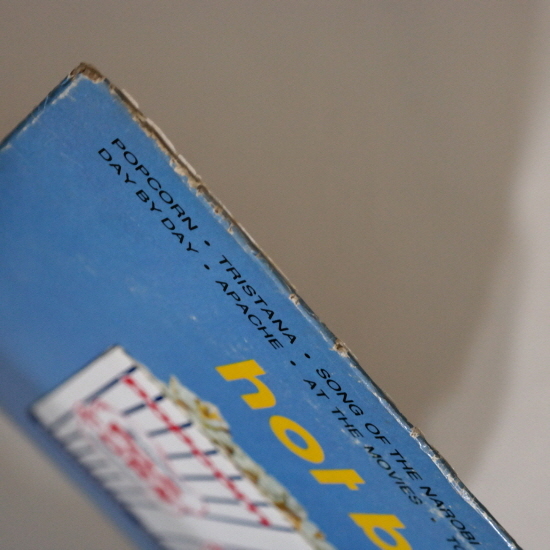 POPCORN • TRISTANA • SONG OF THE NAROBI
DAY BY DAY • APACHE • AT THE MOVIES •
hot b